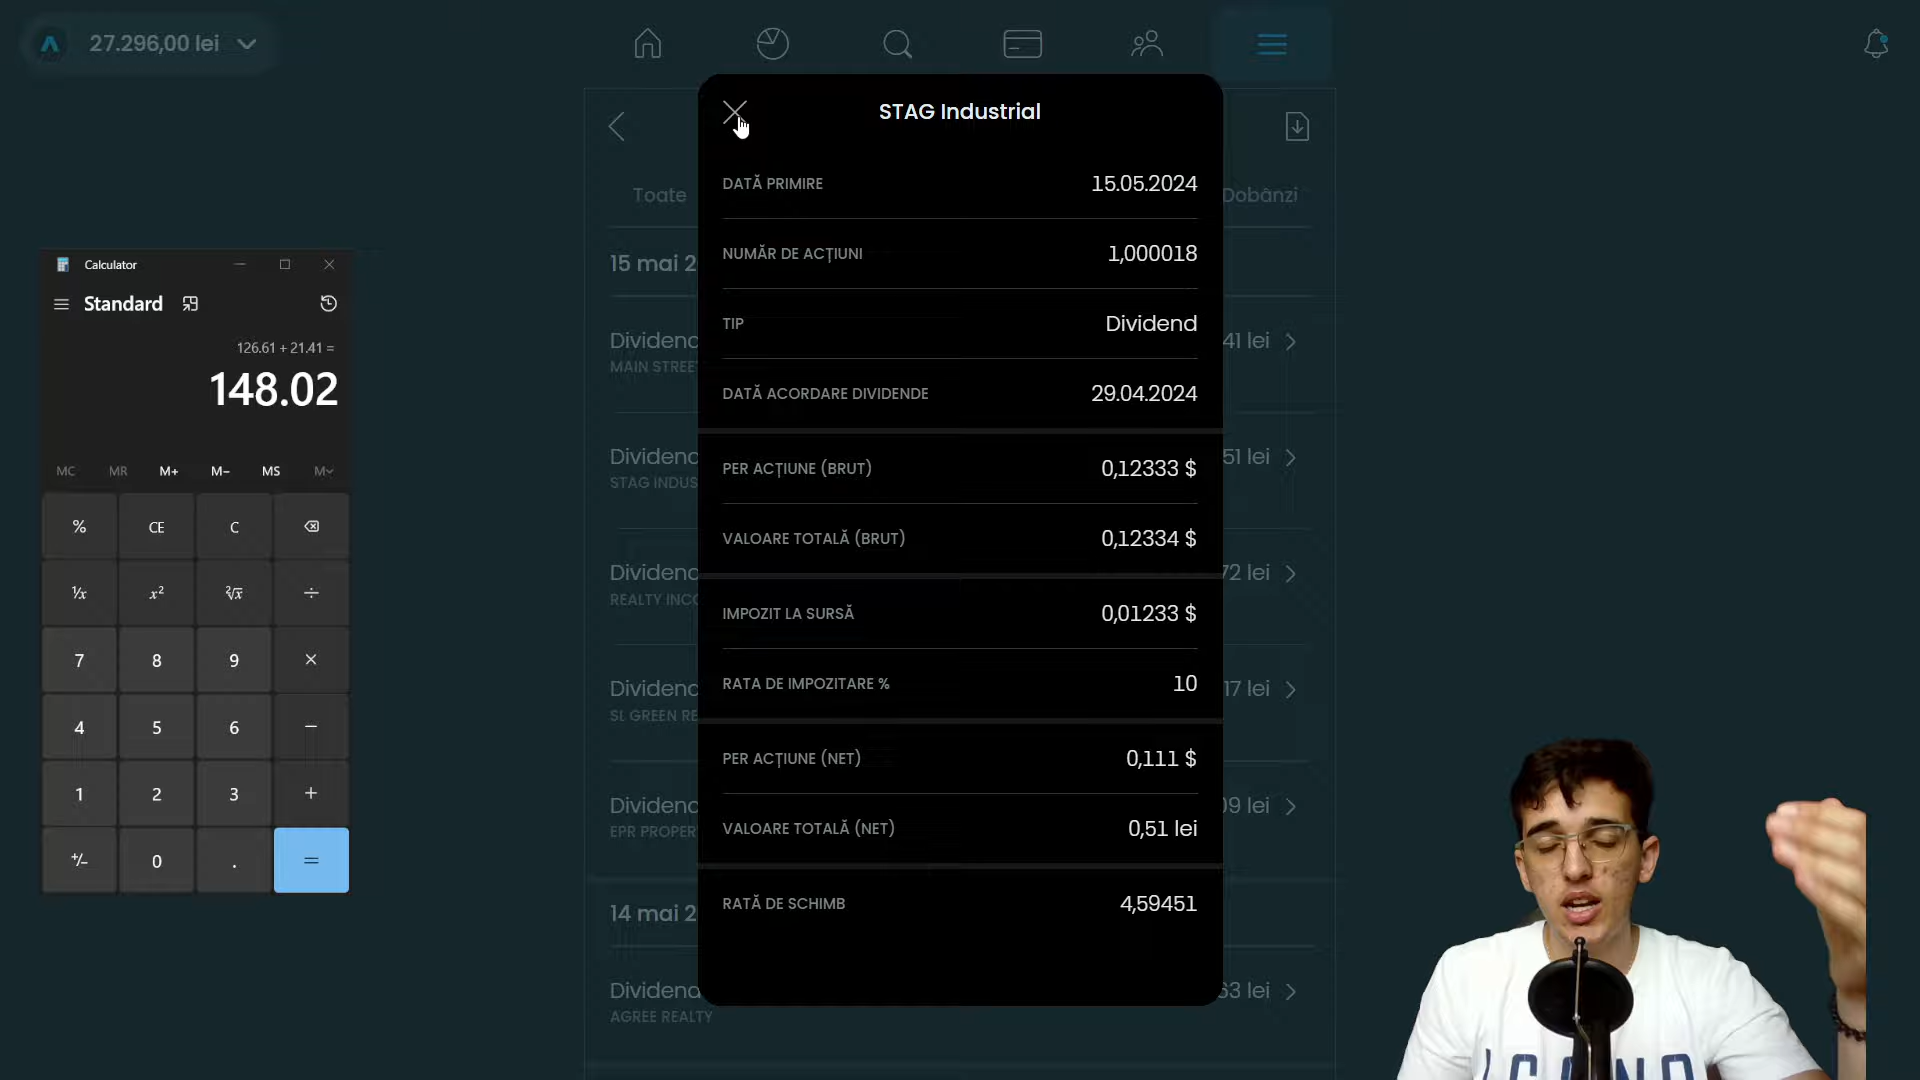 27.296,00 lei
STAG Industrial
DATĂ PRIMIRE 15.05.2024
NUMĂR DE ACȚIUNI 1,000018
TIP Dividend
DATĂ ACORDARE DIVIDENDE 29.04.2024
PER ACȚIUNE (BRUT) 0,12333 $
VALOARE TOTALĂ (BRUT) 0,12334 $
IMPOZIT LA SURSĂ 0,01233 $
RATA DE IMPOZITARE % 10
PER ACȚIUNE (NET) 0,111 $
VALOARE TOTALĂ (NET) 0,51 lei
RATĂ DE SCHIMB 4,59451
Toate
Dobânzi
15 mai 2
Dividend
41 lei
MAIN STREE
Dividend
51 lei
STAG INDUS
Dividend
72 lei
REALTY INCO
Dividend
17 lei
SL GREEN RE
Dividend
09 lei
EPR PROPER
14 mai 2
Dividend
63 lei
AGREE REALTY
Calculator
Standard
126.61 + 21.41 =
148.02
MC MR M+ M− MS M˅
% CE C
¹/x x² ²√x ÷
7 8 9 ×
4 5 6 −
1 2 3 +
+/− 0 . =